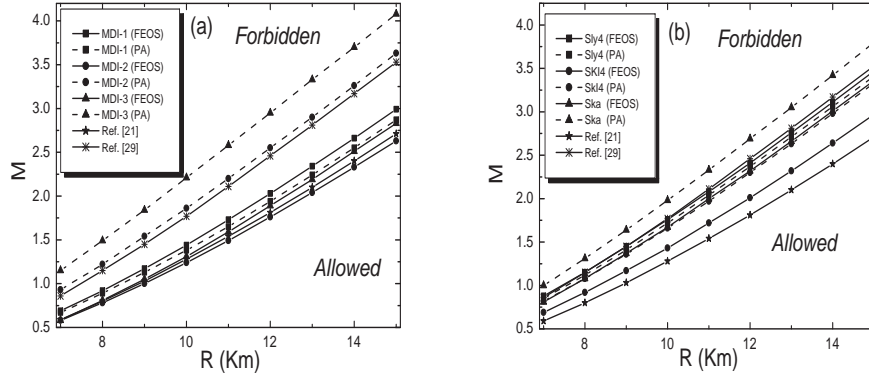 4.0
3.5
3.0
2.5
2.0
1.5
1.0
0.5
M
MDI-1 (FEOS)
MDI-1 (PA)
MDI-2 (FEOS)
MDI-2 (PA)
MDI-3 (FEOS)
MDI-3 (PA)
Ref. [21]
Ref. [29]
(a)
Forbidden
Allowed
8 10 12 14
R (Km)
4.0
3.5
3.0
2.5
2.0
1.5
1.0
0.5
M
Sly4 (FEOS)
Sly4 (PA)
SKI4 (FEOS)
SkI4 (PA)
Ska (FEOS)
Ska (PA)
Ref. [21]
Ref. [29]
(b)
Forbidden
Allowed
8 10 12 14
R (Km)